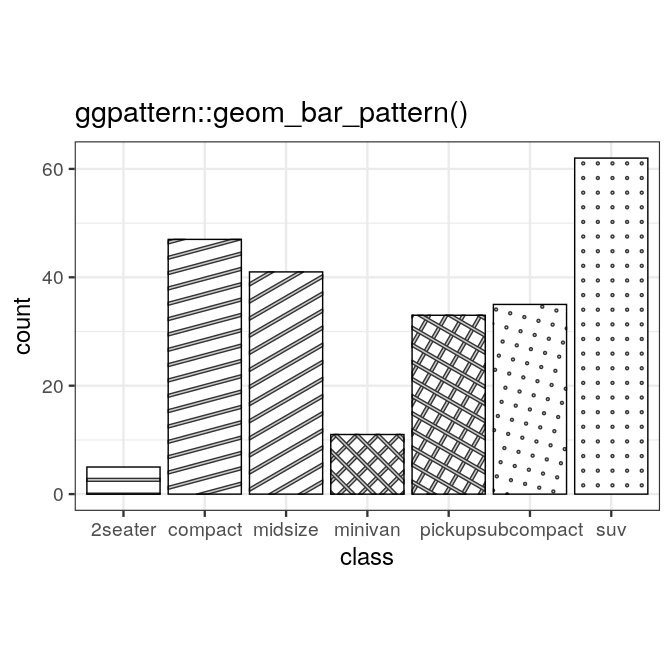 ggpattern::geom_bar_pattern()
60
40
20
0
count
2seater compact midsize minivan pickup subcompact suv
class